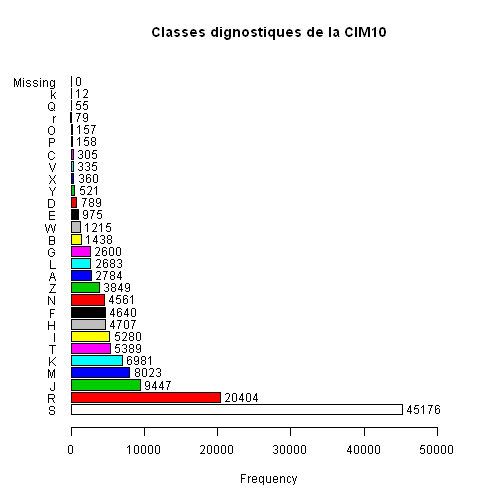 Classes dignostiques de la CIM10
Missing 0
k 12
Q 55
r 79
O 157
P 158
C 305
V 335
X 360
Y 521
D 789
E 975
W 1215
B 1438
G 2600
L 2683
A 2784
Z 3849
N 4561
F 4640
H 4707
I 5280
T 5389
K 6981
M 8023
J 9447
R 20404
S 45176
0 10000 20000 30000 40000 50000
Frequency